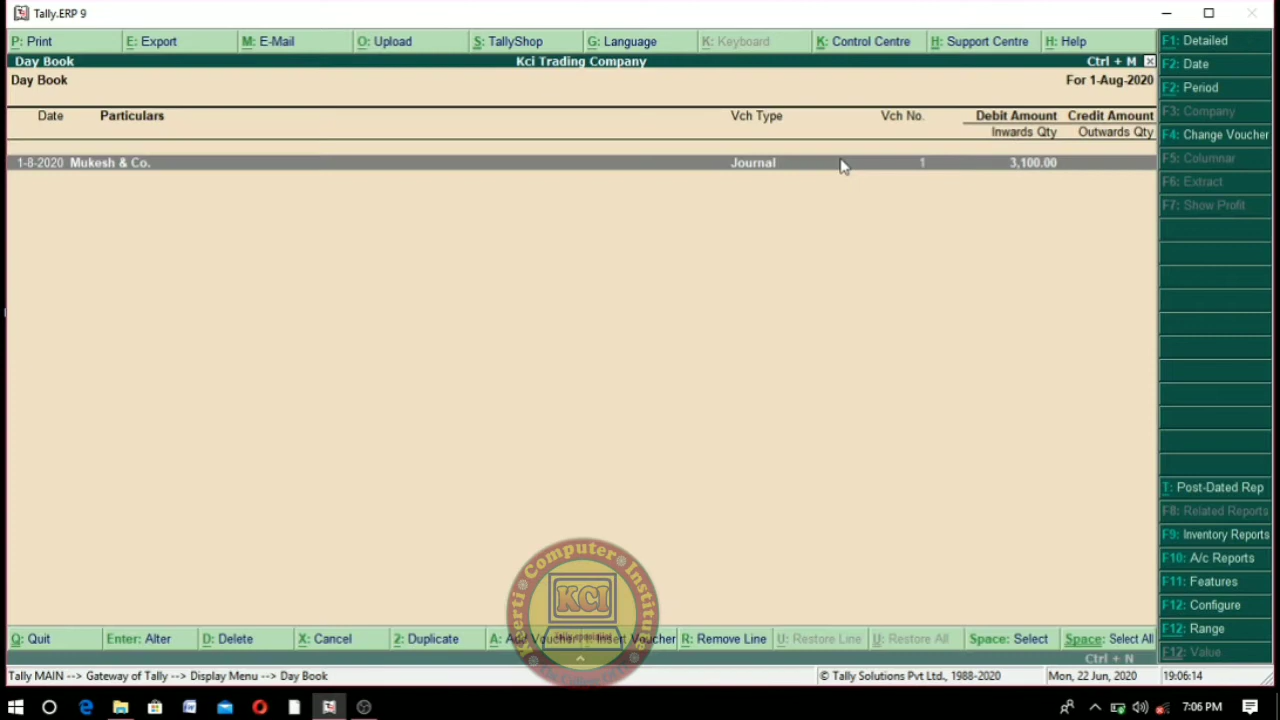 Tally.ERP 9
P: Print E: Export M: E-Mail O: Upload S: TallyShop G: Language K: Keyboard K: Control Centre H: Support Centre H: Help
Day Book Kci Trading Company Ctrl + M
Day Book For 1-Aug-2020
Date Particulars Vch Type Vch No. Debit Amount Credit Amount
Inwards Qty Outwards Qty
1-8-2020 Mukesh & Co. Journal 1 3,100.00
F1: Detailed
F2: Date
F2: Period
F3: Company
F4: Change Voucher
F5: Columnar
F6: Extract
F7: Show Profit
T: Post-Dated Rep
F8: Related Reports
F9: Inventory Reports
F10: A/c Reports
F11: Features
F12: Configure
F12: Range
F12: Value
Computer
KCI
Q: Quit Enter: Alter D: Delete X: Cancel 2: Duplicate A: Add Voucher I: Insert Voucher R: Remove Line U: Restore Line U: Restore All Space: Select Space: Select All
Ctrl + N
Tally MAIN --> Gateway of Tally --> Display Menu --> Day Book © Tally Solutions Pvt Ltd., 1988-2020 Mon, 22 Jun, 2020 19:06:14
7:06 PM